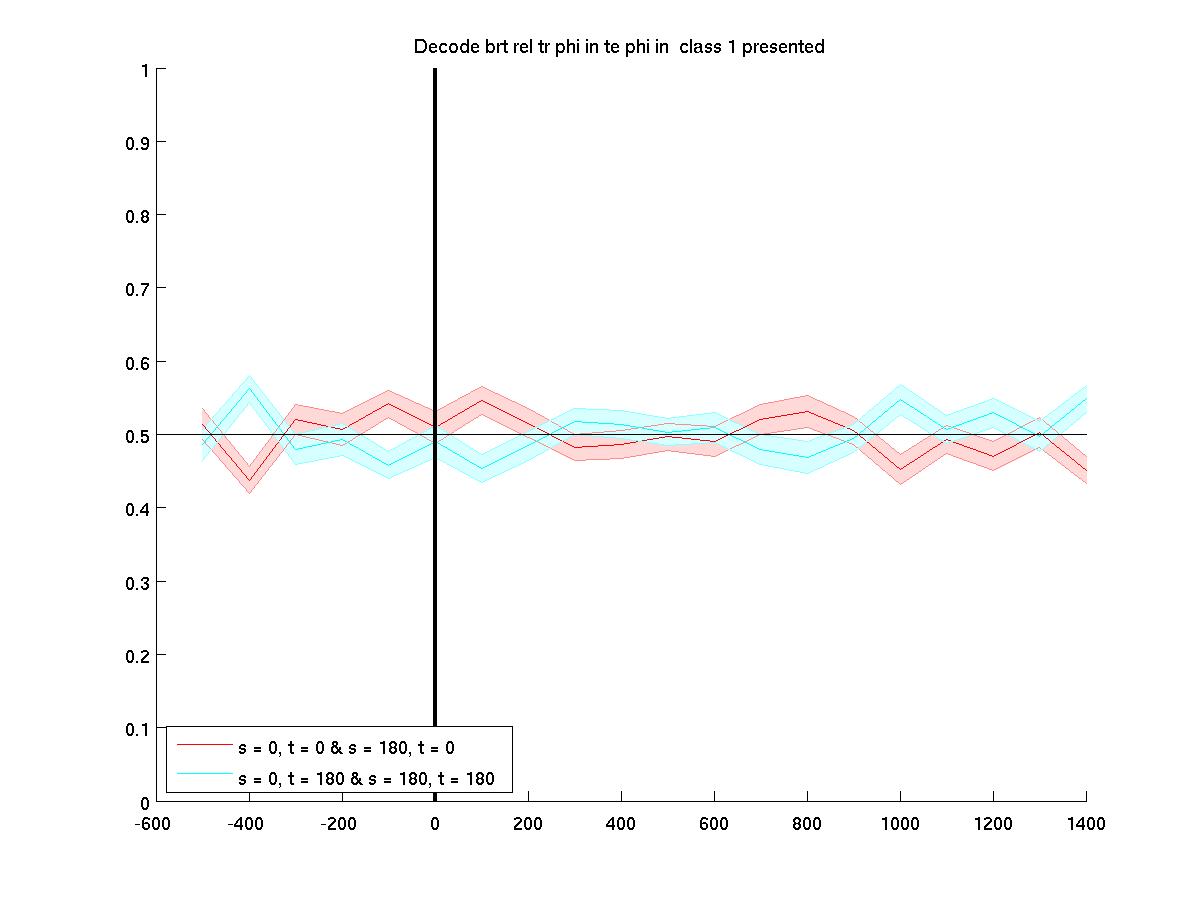 Decode brt rel tr phi in te phi in  class 1 presented
1
0.9
0.8
0.7
0.6
0.5
0.4
0.3
0.2
0.1
0
s = 0, t = 0 & s = 180, t = 0
s = 0, t = 180 & s = 180, t = 180
-600 -400 -200 0 200 400 600 800 1000 1200 1400